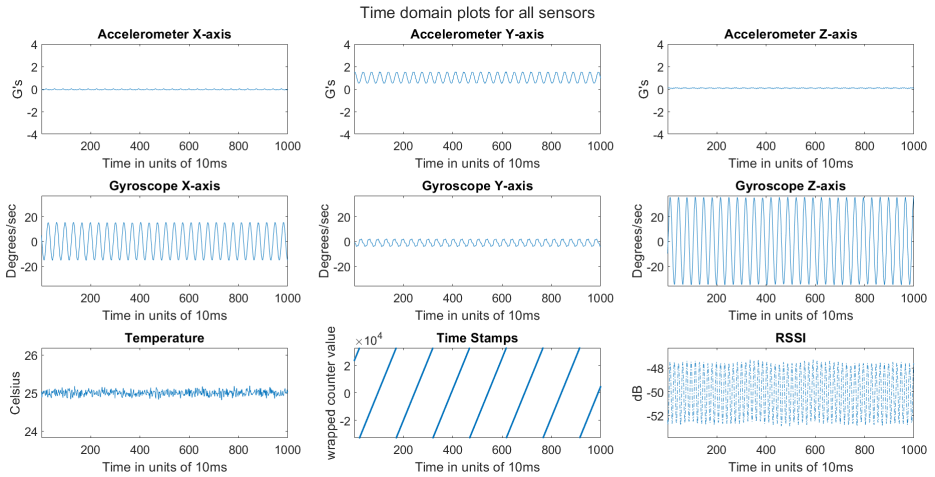 Time domain plots for all sensors
Accelerometer X-axis
Accelerometer Y-axis
Accelerometer Z-axis
4
2
0
-2
-4
G's
200 400 600 800 1000
Time in units of 10ms
4
2
0
-2
-4
G's
200 400 600 800 1000
Time in units of 10ms
4
2
0
-2
-4
G's
200 400 600 800 1000
Time in units of 10ms
Gyroscope X-axis
Gyroscope Y-axis
Gyroscope Z-axis
20
0
-20
Degrees/sec
200 400 600 800 1000
Time in units of 10ms
20
0
-20
Degrees/sec
200 400 600 800 1000
Time in units of 10ms
20
0
-20
Degrees/sec
200 400 600 800 1000
Time in units of 10ms
Temperature
Time Stamps
RSSI
26
25
24
Celsius
200 400 600 800 1000
Time in units of 10ms
×10⁴
2
0
-2
wrapped counter value
200 400 600 800 1000
Time in units of 10ms
-48
-50
-52
dB
200 400 600 800 1000
Time in units of 10ms